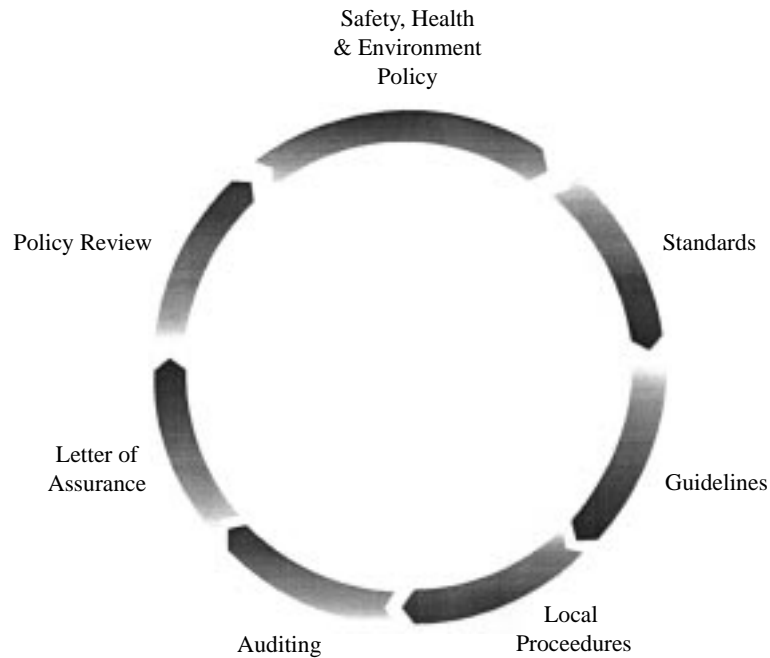 Safety, Health
& Environment
Policy
Standards
Guidelines
Local
Proceedures
Auditing
Letter of
Assurance
Policy Review